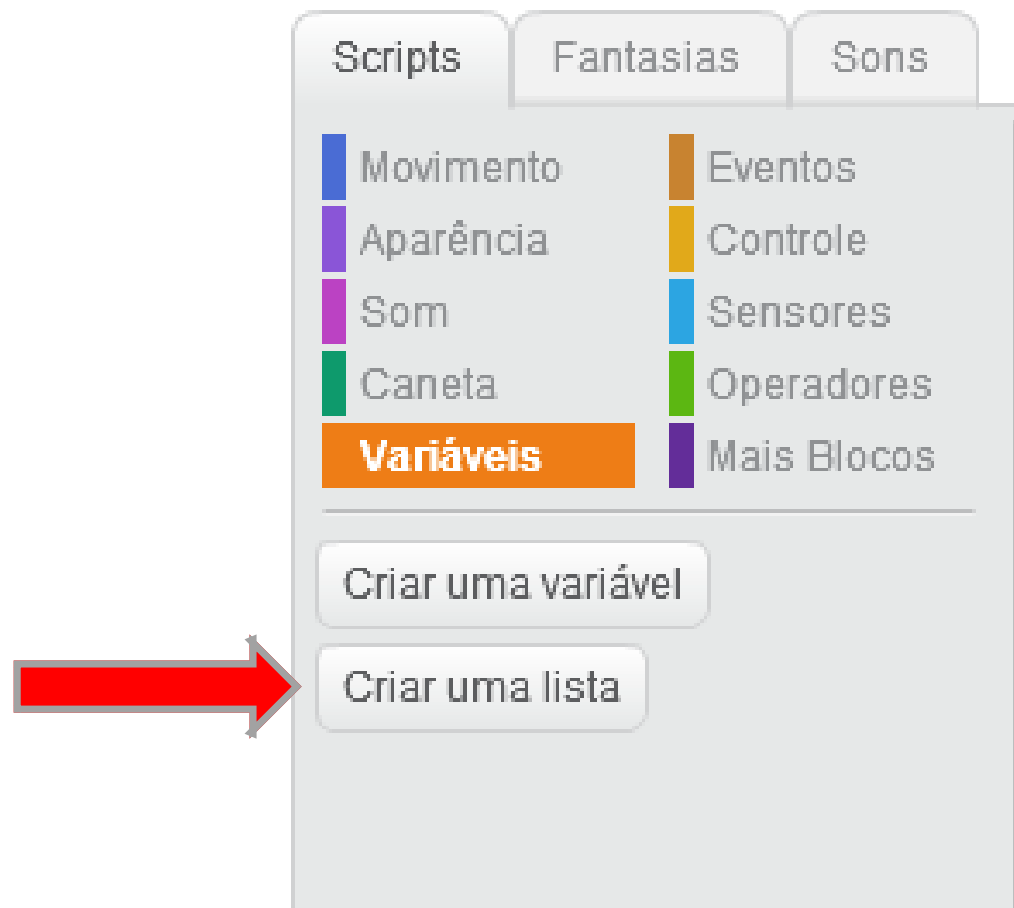 Scripts Fantasias Sons
Movimento Eventos
Aparência Controle
Som Sensores
Caneta Operadores
Variáveis Mais Blocos
Criar uma variável
Criar uma lista